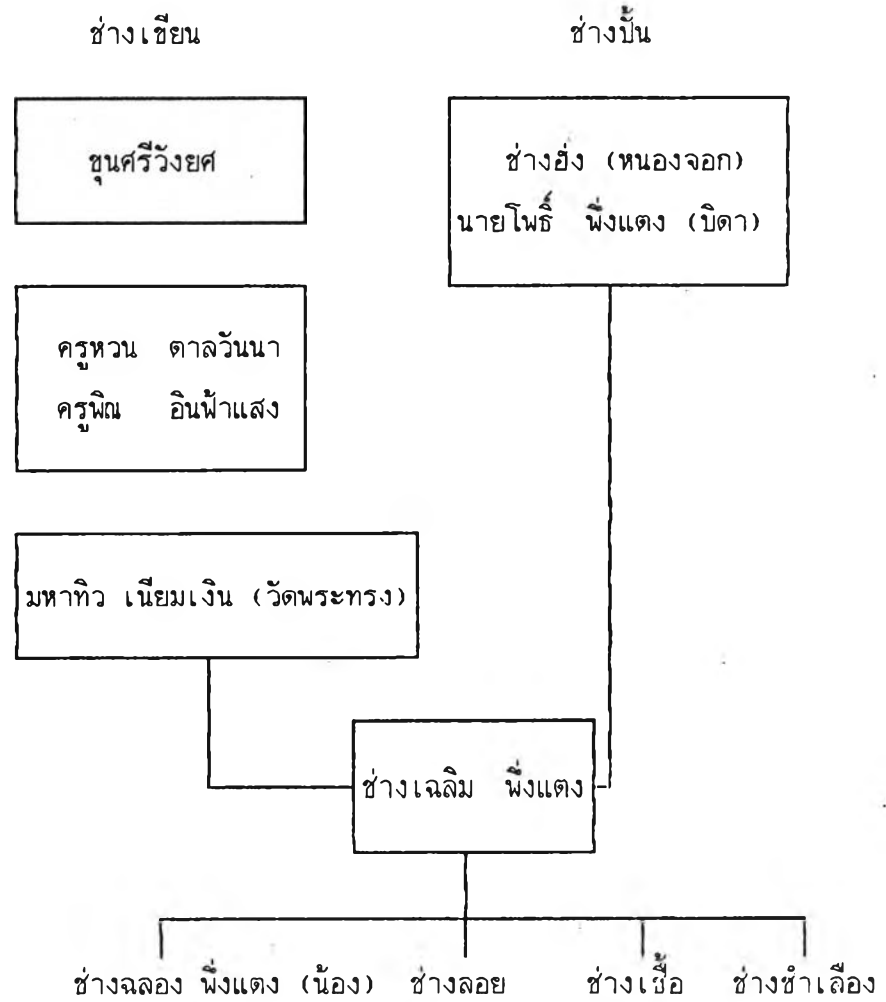 ช่างเขียน
ช่างปั้น
ขุนศรีวังยศ
ช่างฮั่ง (หนองจอก)
นายโพธิ์ พึ่งแตง (บิดา)
ครูหวน ตาลวันนา
ครูพิณ อินฟ้าแสง
มหาทิว เนียมเงิน (วัดพระทรง)
ช่างเฉลิม พึ่งแตง
ช่างฉลอง พึ่งแตง (น้อง) ช่างลอย ช่างเชื้อ ช่างชำเลือง